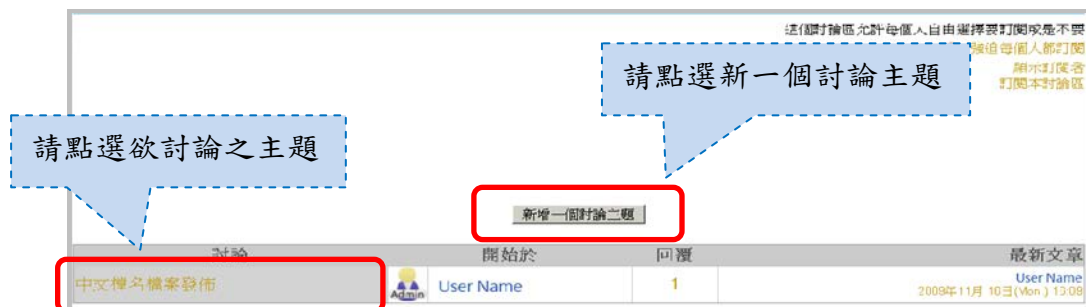 這個討論區允許每個人自由選擇要訂閱或是不要
強迫每個人都訂閱
顯示訂閱者
訂閱本討論區
請點選新一個討論主題
請點選欲討論之主題
新增一個討論主題
討論 開始於 回覆 最新文章
中文檔名檔案發佈 Admin User Name 1 User Name
2009年11月 16日(Mon) 15:09